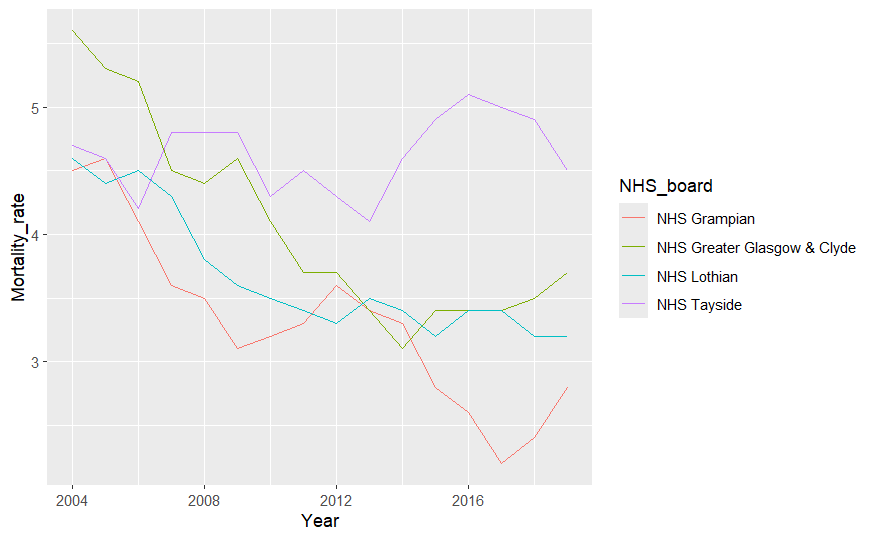 5
4
3
Mortality_rate
2004 2008 2012 2016
Year
NHS_board
NHS Grampian
NHS Greater Glasgow & Clyde
NHS Lothian
NHS Tayside